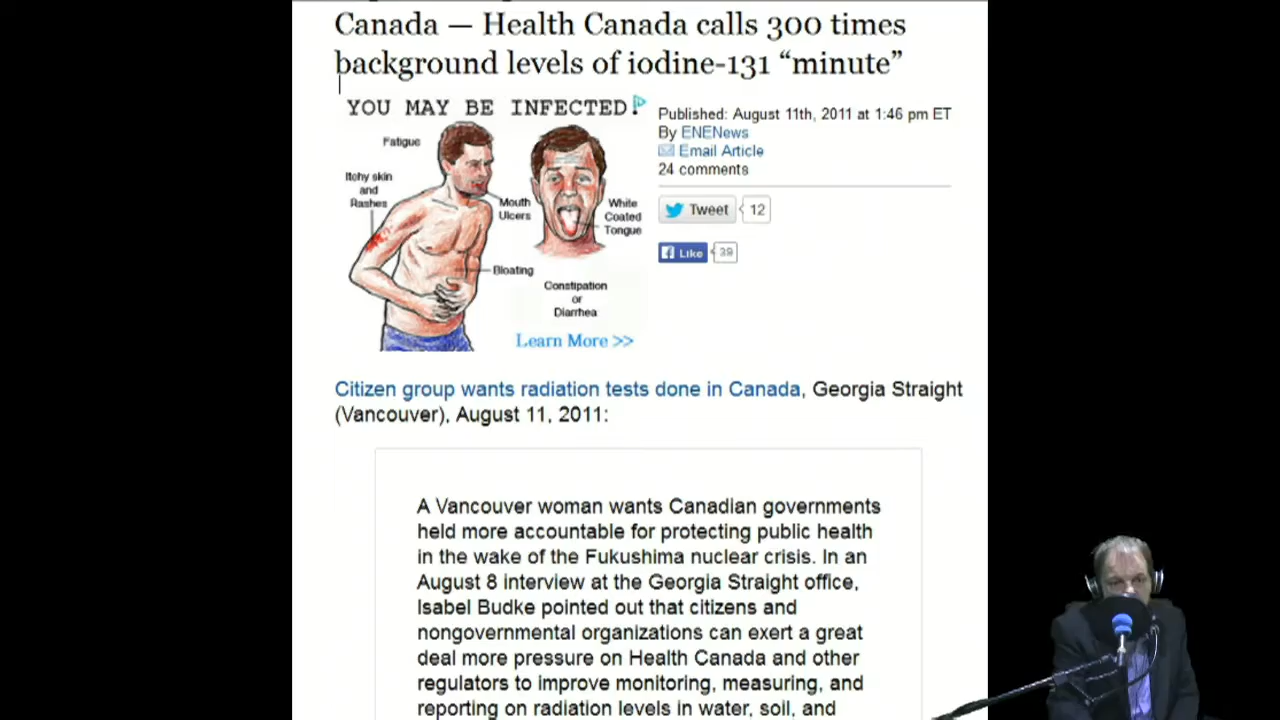 Canada — Health Canada calls 300 times
background levels of iodine-131 “minute”
YOU MAY BE INFECTED!
Fatigue
Itchy skin
and
Rashes
Mouth
Ulcers
White
Coated
Tongue
Bloating
Constipation
or
Diarrhea
Learn More >>
Published: August 11th, 2011 at 1:46 pm ET
By ENENews
Email Article
24 comments
Tweet 12
Like 39
Citizen group wants radiation tests done in Canada, Georgia Straight
(Vancouver), August 11, 2011:
A Vancouver woman wants Canadian governments
held more accountable for protecting public health
in the wake of the Fukushima nuclear crisis. In an
August 8 interview at the Georgia Straight office,
Isabel Budke pointed out that citizens and
nongovernmental organizations can exert a great
deal more pressure on Health Canada and other
regulators to improve monitoring, measuring, and
reporting on radiation levels in water, soil, and